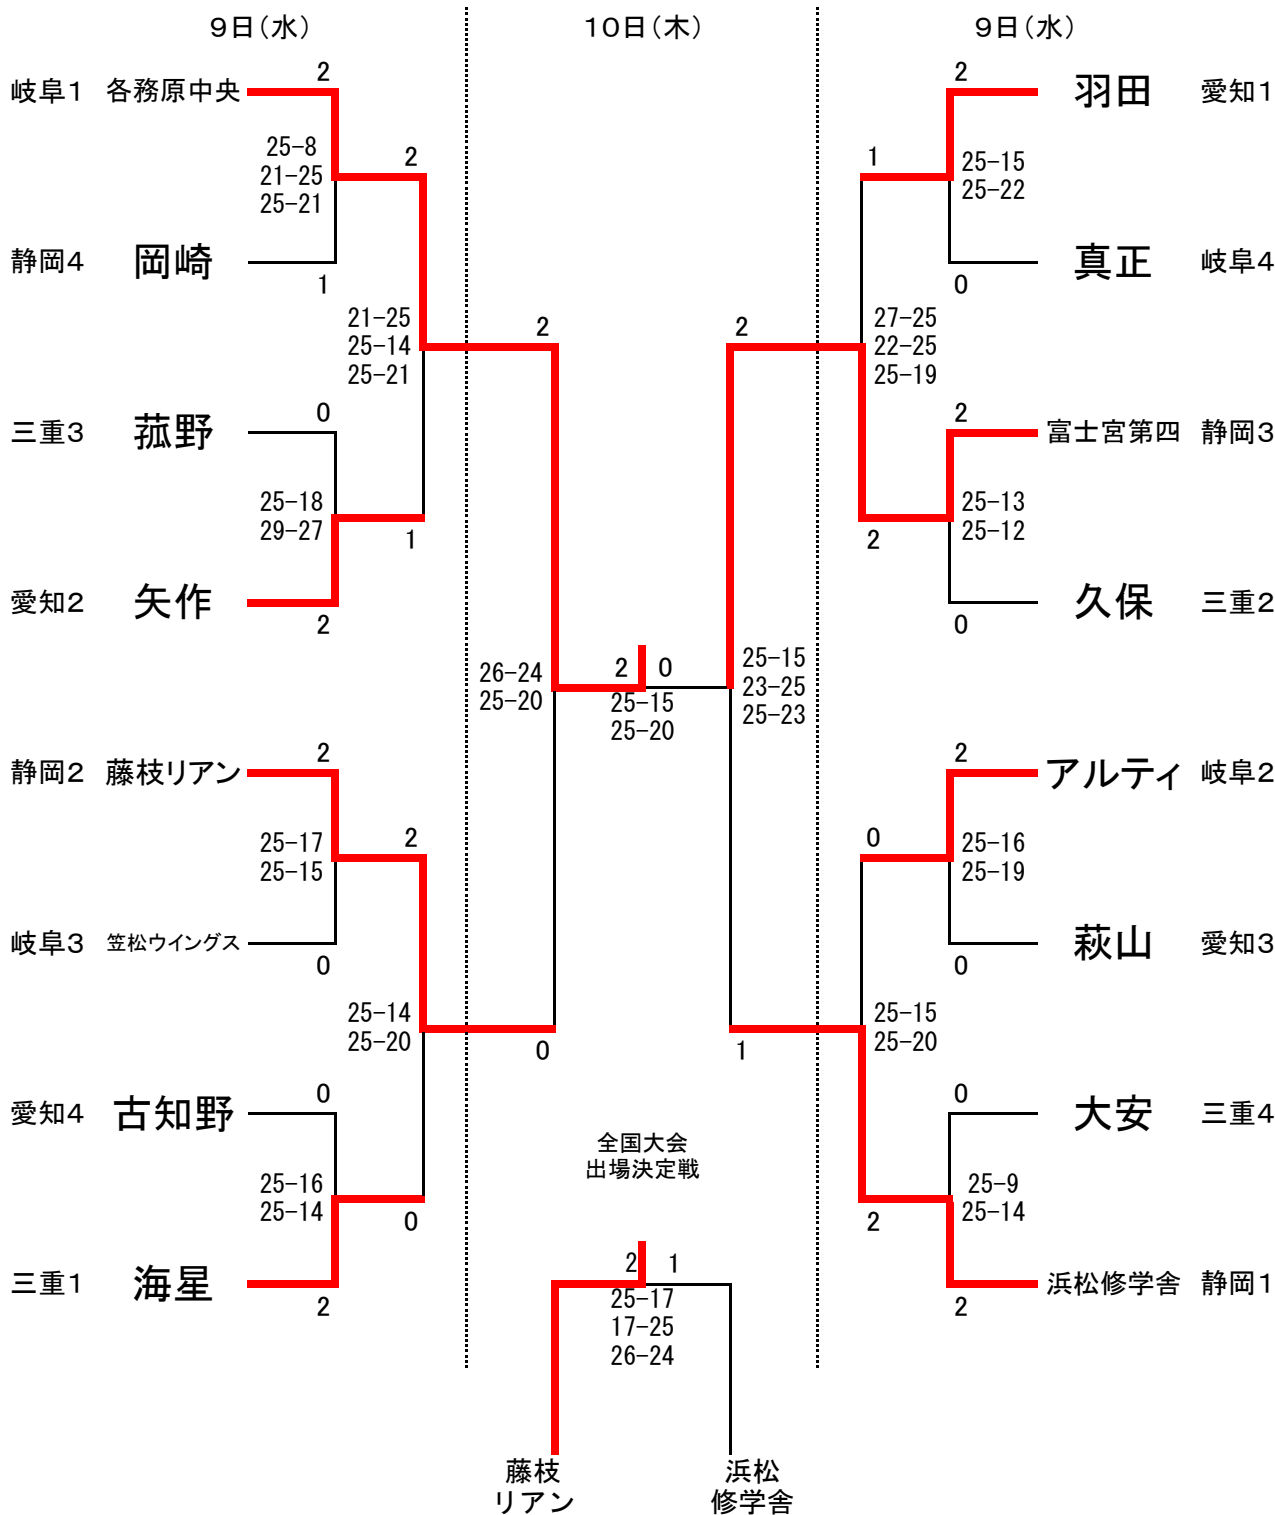 9日(水)
10日(木)
9日(水)
岐阜1 各務原中央
2
25-8
21-25
25-21
静岡4 岡崎
1
2
21-25
25-14
25-21
三重3 菰野
0
25-18
29-27
愛知2 矢作
2
1
静岡2 藤枝リアン
2
25-17
25-15
岐阜3 笠松ウイングス
0
2
25-14
25-20
愛知4 古知野
0
25-16
25-14
三重1 海星
2
0
2
26-24
25-20
0
2 0
25-15
25-20
2
25-15
23-25
25-23
1
羽田 愛知1
2
25-15
25-22
真正 岐阜4
0
1
27-25
22-25
25-19
富士宮第四 静岡3
2
25-13
25-12
久保 三重2
0
2
アルティ 岐阜2
2
25-16
25-19
萩山 愛知3
0
0
25-15
25-20
大安 三重4
0
25-9
25-14
浜松修学舎 静岡1
2
2
全国大会
出場決定戦
2 1
25-17
17-25
26-24
藤枝
リアン
浜松
修学舎